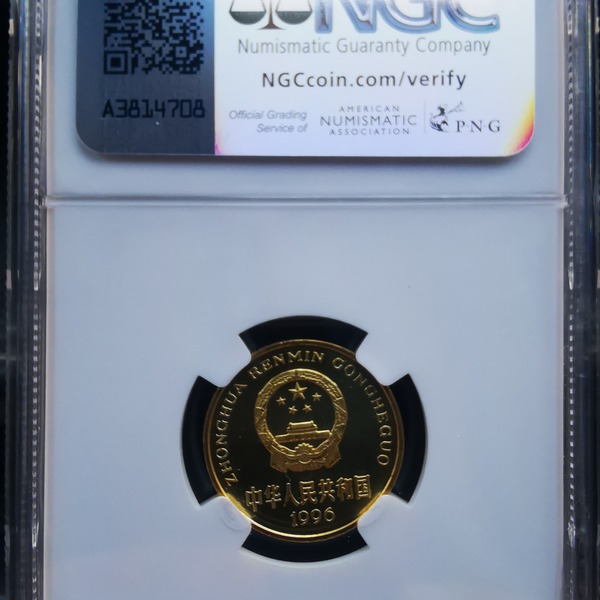 NGC
Numismatic Guaranty Company
NGCcoin.com/verify
A3814708
Official Grading
Service of
AMERICAN
NUMISMATIC
ASSOCIATION
PNG
ZHONGHUA RENMIN GONGHEGUO
中华人民共和国
1996